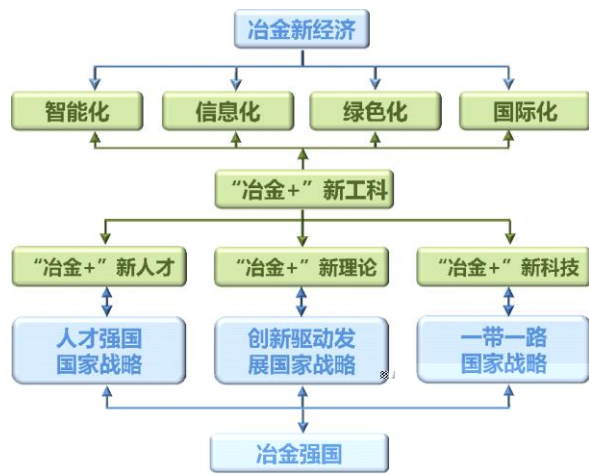 冶金新经济
智能化
信息化
绿色化
国际化
“冶金+”新工科
“冶金+”新人才
“冶金+”新理论
“冶金+”新科技
人才强国
国家战略
创新驱动发
展国家战略
一带一路
国家战略
冶金强国